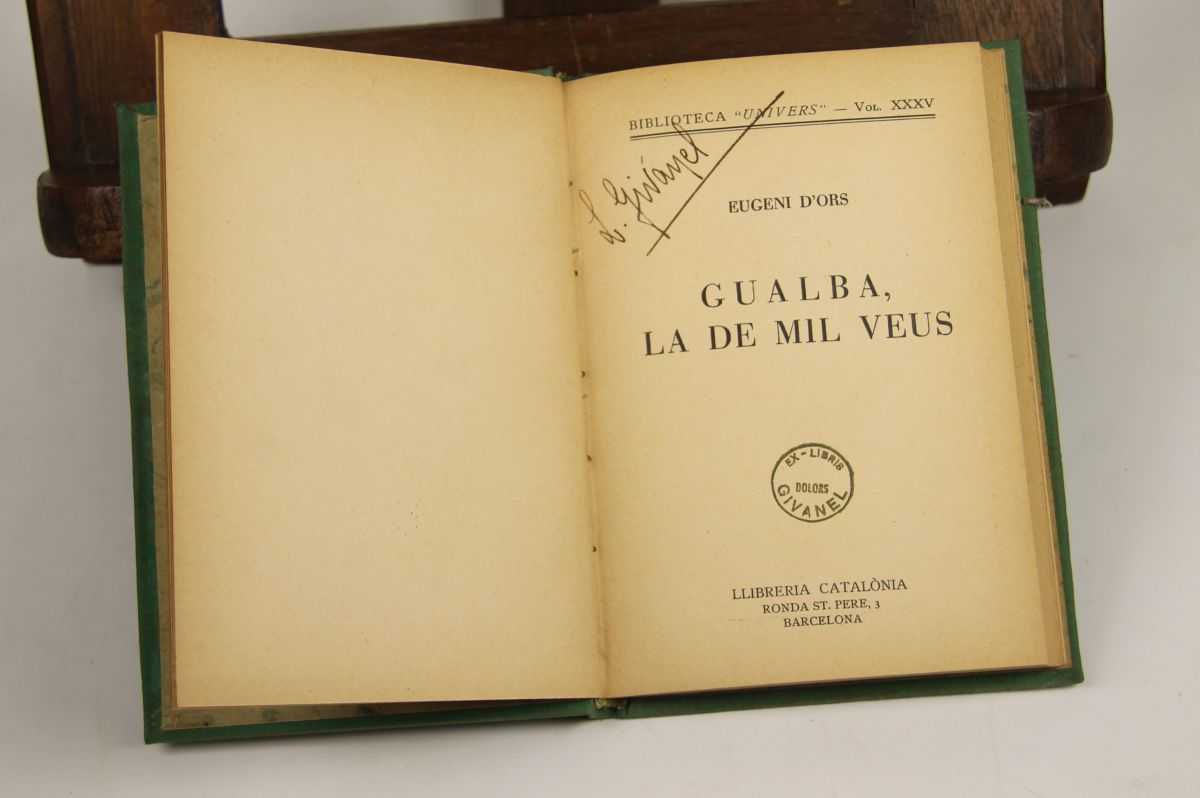 BIBLIOTECA "UNIVERS" — VOL. XXXV
Givanel
EUGENI D'ORS
GUALBA,
LA DE MIL VEUS
EX-LIBRIS
DOLORS
GIVANEL
LLIBRERIA CATALÒNIA
RONDA ST. PERE, 3
BARCELONA